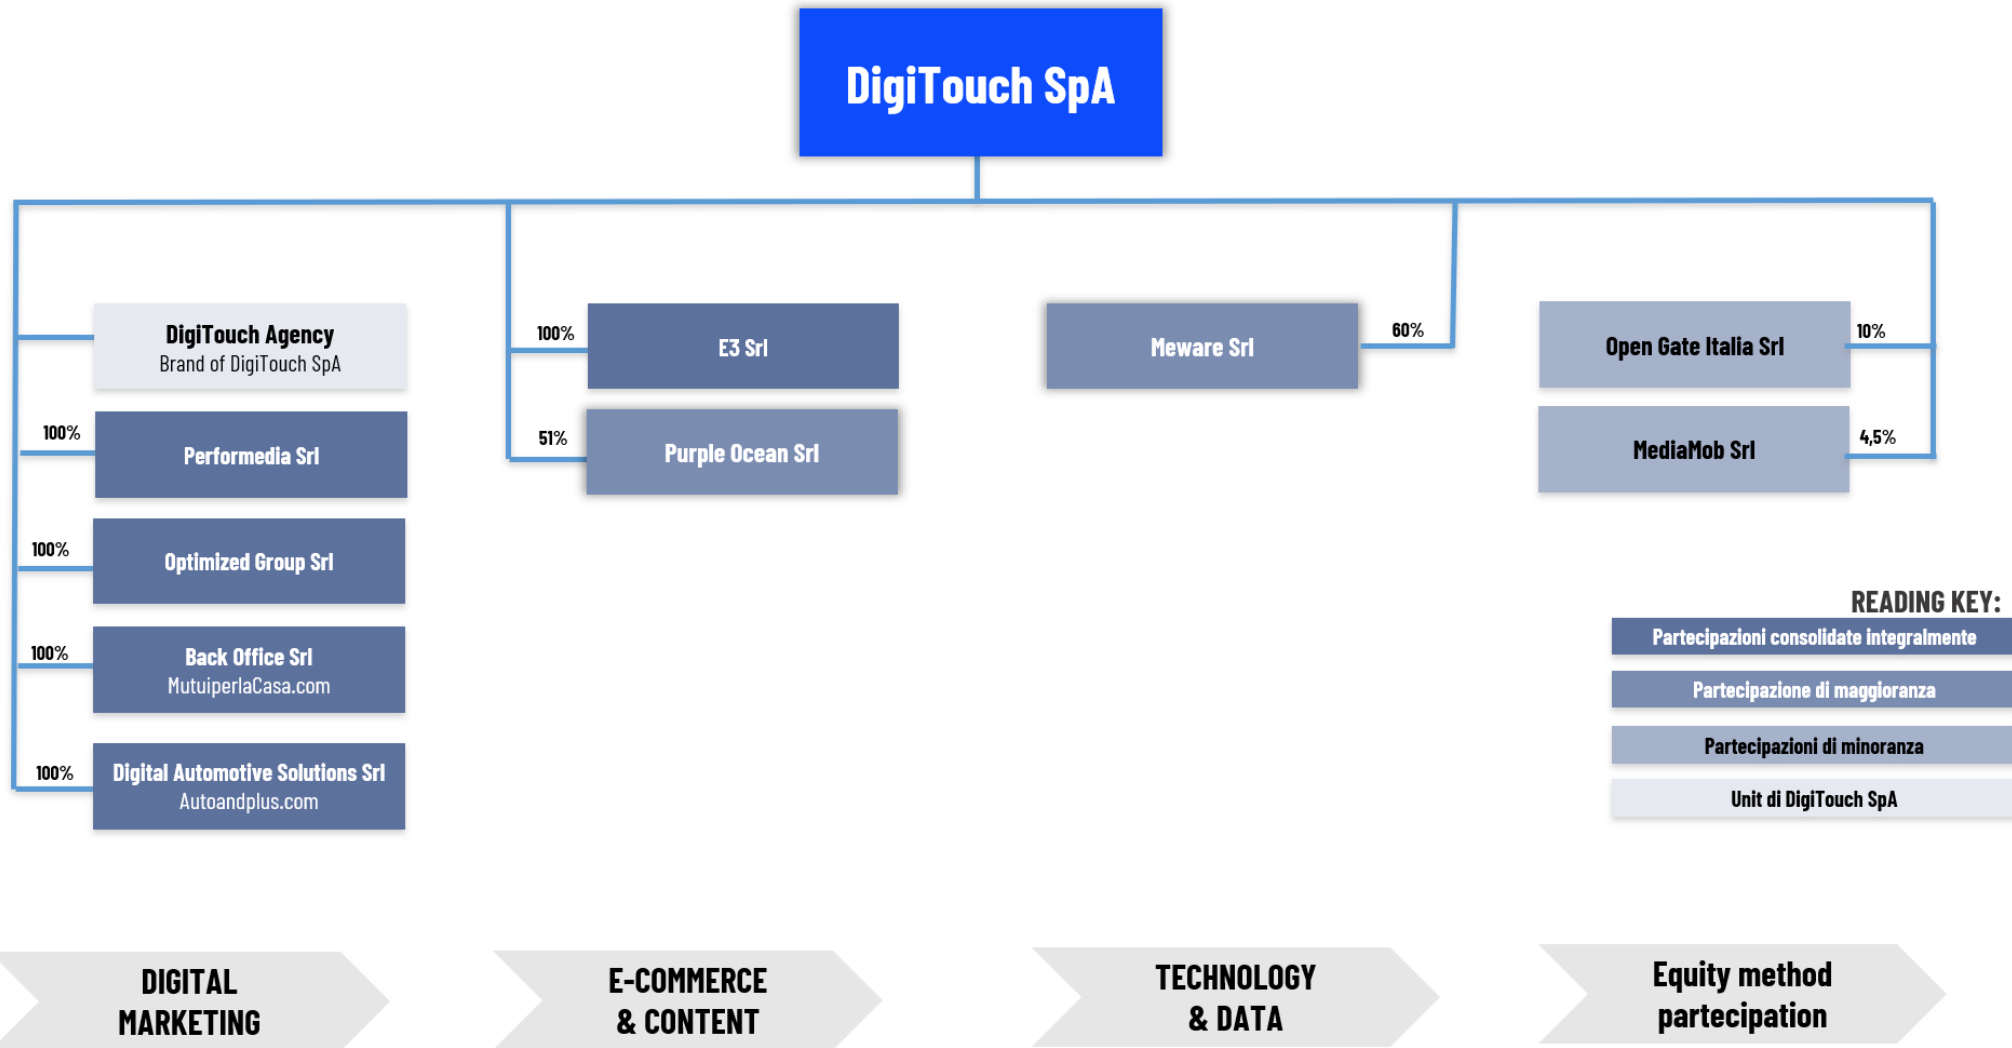 DigiTouch SpA
DigiTouch Agency
Brand of DigiTouch SpA
100%
Performedia Srl
100%
Optimized Group Srl
100%
Back Office Srl
MutuiperlaCasa.com
100%
Digital Automotive Solutions Srl
Autoandplus.com
100%
E3 Srl
51%
Purple Ocean Srl
Meware Srl
60%
Open Gate Italia Srl
10%
MediaMob Srl
4,5%
READING KEY:
Partecipazioni consolidate integralmente
Partecipazione di maggioranza
Partecipazioni di minoranza
Unit di DigiTouch SpA
DIGITAL
MARKETING
E-COMMERCE
& CONTENT
TECHNOLOGY
& DATA
Equity method
partecipation